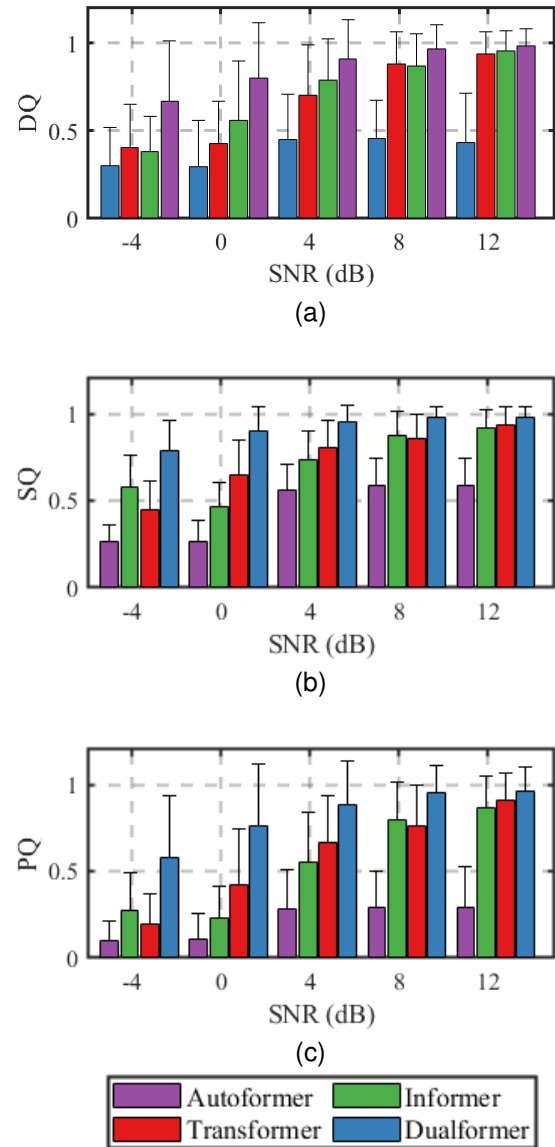 1
0.5
0
DQ
-4 0 4 8 12
SNR (dB)
(a)
1
0.5
0
SQ
-4 0 4 8 12
SNR (dB)
(b)
1
0.5
0
PQ
-4 0 4 8 12
SNR (dB)
(c)
Autoformer Informer
Transformer Dualformer